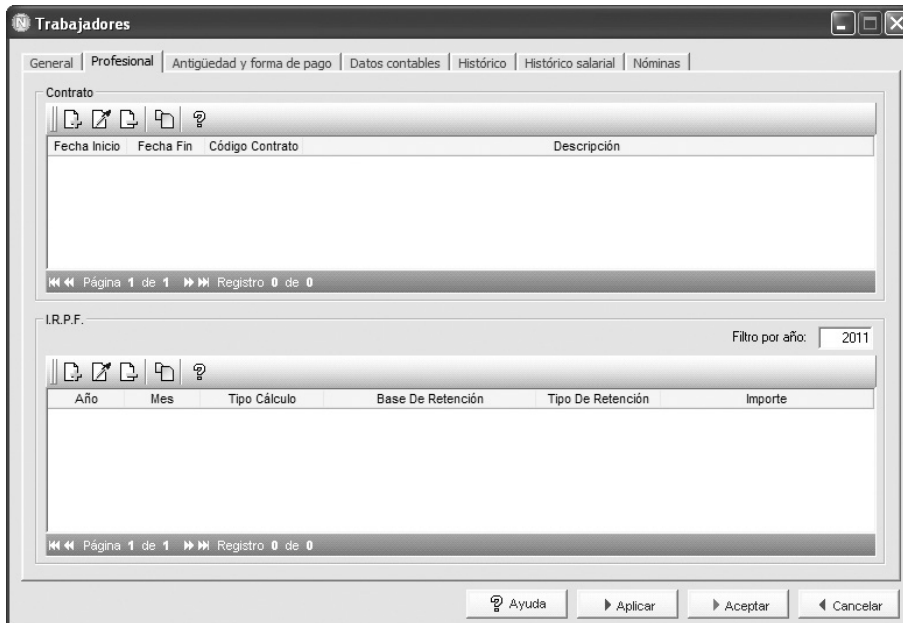 Trabajadores
General Profesional Antigüedad y forma de pago Datos contables Histórico Histórico salarial Nóminas
Contrato
Fecha Inicio Fecha Fin Código Contrato Descripción
Página 1 de 1 Registro 0 de 0
I.R.P.F.
Filtro por año: 2011
Año Mes Tipo Cálculo Base De Retención Tipo De Retención Importe
Página 1 de 1 Registro 0 de 0
Ayuda Aplicar Aceptar Cancelar